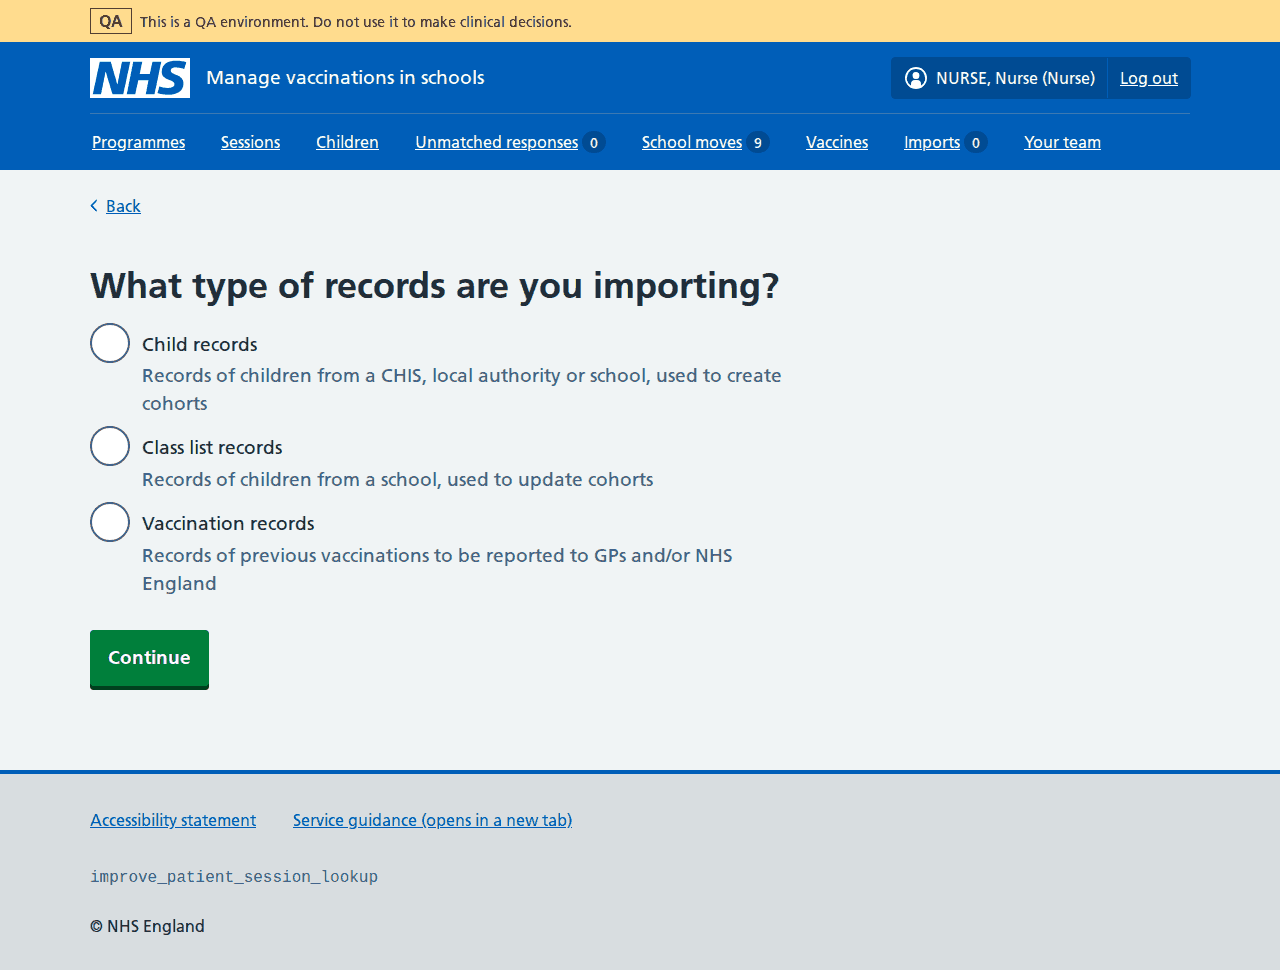 QA This is a QA environment. Do not use it to make clinical decisions.
NHS Manage vaccinations in schools NURSE, Nurse (Nurse) Log out
Programmes Sessions Children Unmatched responses 0 School moves 9 Vaccines Imports 0 Your team
Back
What type of records are you importing?
Child records
Records of children from a CHIS, local authority or school, used to create
cohorts
Class list records
Records of children from a school, used to update cohorts
Vaccination records
Records of previous vaccinations to be reported to GPs and/or NHS
England
Continue
Accessibility statement Service guidance (opens in a new tab)
improve_patient_session_lookup
© NHS England